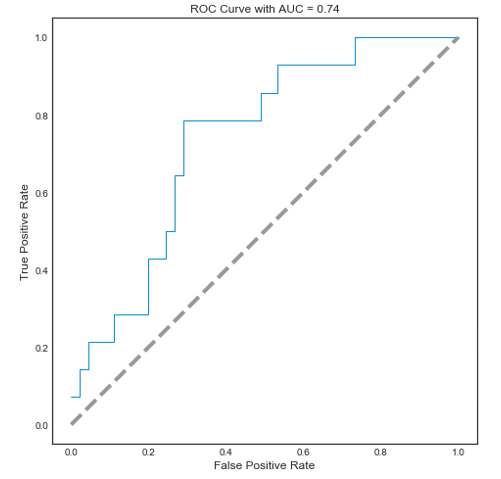 ROC Curve with AUC = 0.74
1.0
0.8
0.6
0.4
0.2
0.0
True Positive Rate
0.0 0.2 0.4 0.6 0.8 1.0
False Positive Rate